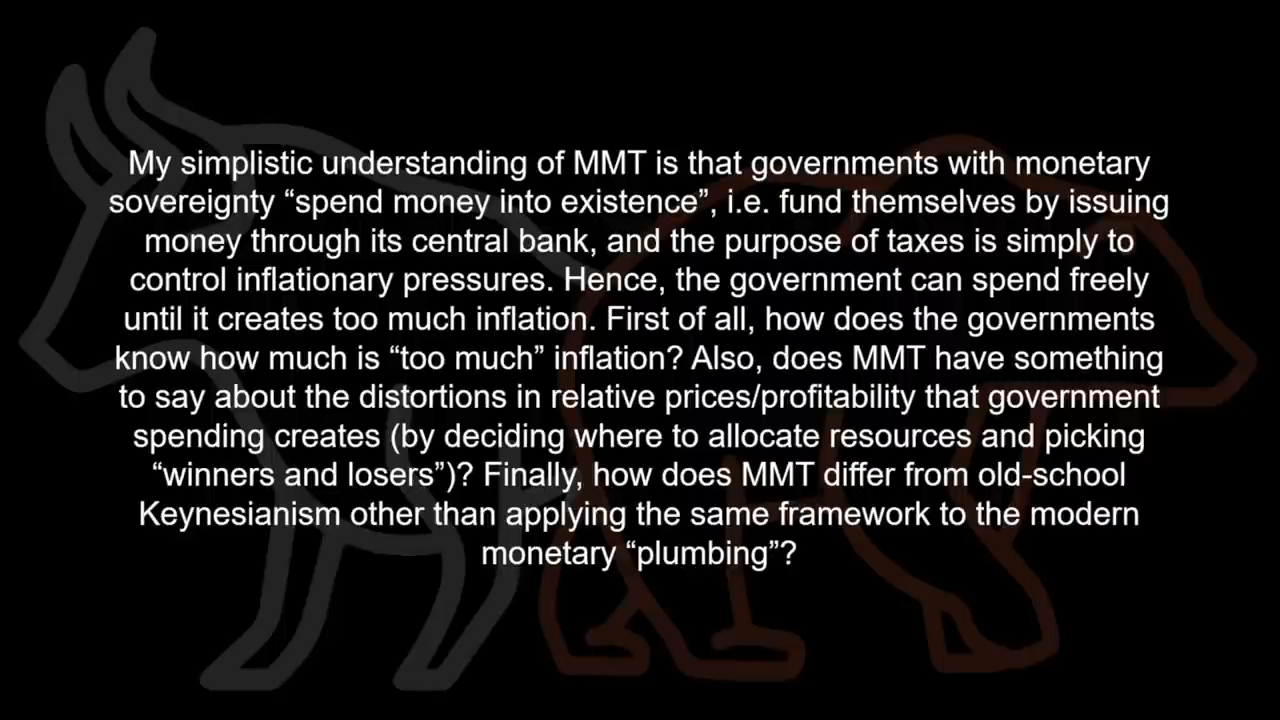 My simplistic understanding of MMT is that governments with monetary
sovereignty “spend money into existence”, i.e. fund themselves by issuing
money through its central bank, and the purpose of taxes is simply to
control inflationary pressures. Hence, the government can spend freely
until it creates too much inflation. First of all, how does the governments
know how much is “too much” inflation? Also, does MMT have something
to say about the distortions in relative prices/profitability that government
spending creates (by deciding where to allocate resources and picking
“winners and losers”)? Finally, how does MMT differ from old-school
Keynesianism other than applying the same framework to the modern
monetary “plumbing”?